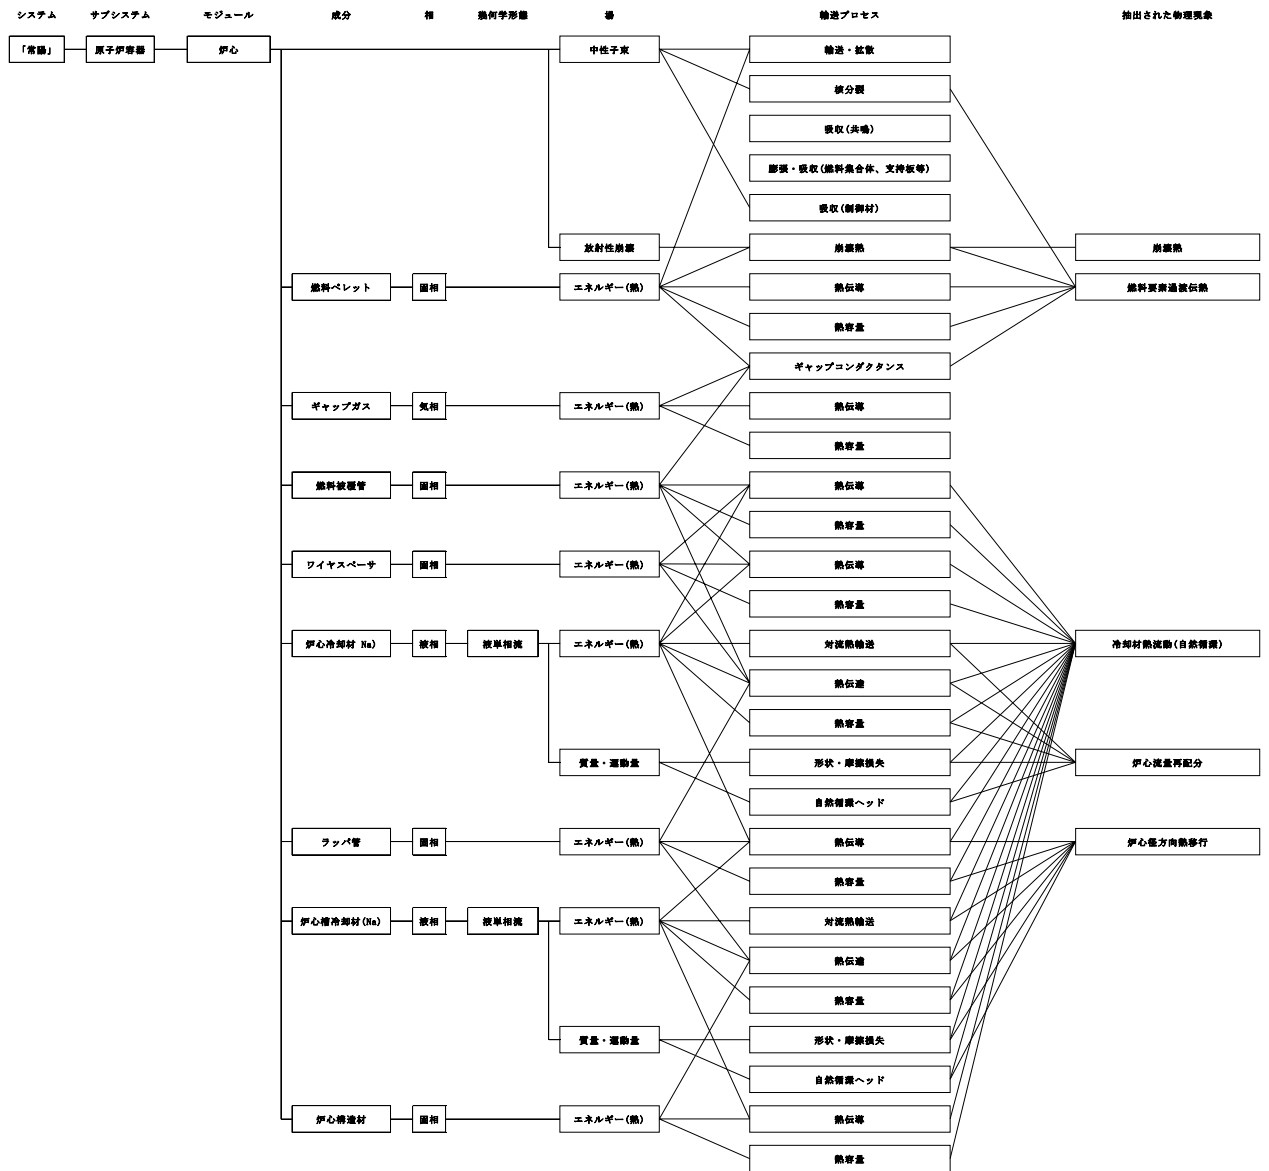 システム サブシステム モジュール 成分 相 幾何学形態 場 輸送プロセス 抽出された物理現象
「常陽」 原子炉容器 炉心 中性子束 輸送・拡散
核分裂
吸収(共鳴)
膨張・吸収(燃料集合体、支持板等)
吸収(制御材)
放射性崩壊 崩壊熱 崩壊熱
燃料ペレット 固相 エネルギー(熱) 熱伝導 燃料要素過渡伝熱
熱容量
ギャップコンダクタンス
ギャップガス 気相 エネルギー(熱) 熱伝導
熱容量
燃料被覆管 固相 エネルギー(熱) 熱伝導
熱容量
ワイヤスペーサ 固相 エネルギー(熱) 熱伝導
熱容量
炉心冷却材 Na) 液相 液単相流 エネルギー(熱) 対流熱輸送 冷却材熱流動(自然循環)
熱伝達
熱容量
質量・運動量 形状・摩擦損失 炉心流量再配分
自然循環ヘッド
ラッパ管 固相 エネルギー(熱) 熱伝導 炉心径方向熱移行
熱容量
炉心槽冷却材(Na) 液相 液単相流 エネルギー(熱) 対流熱輸送
熱伝達
熱容量
質量・運動量 形状・摩擦損失
自然循環ヘッド
炉心構造材 固相 エネルギー(熱) 熱伝導
熱容量